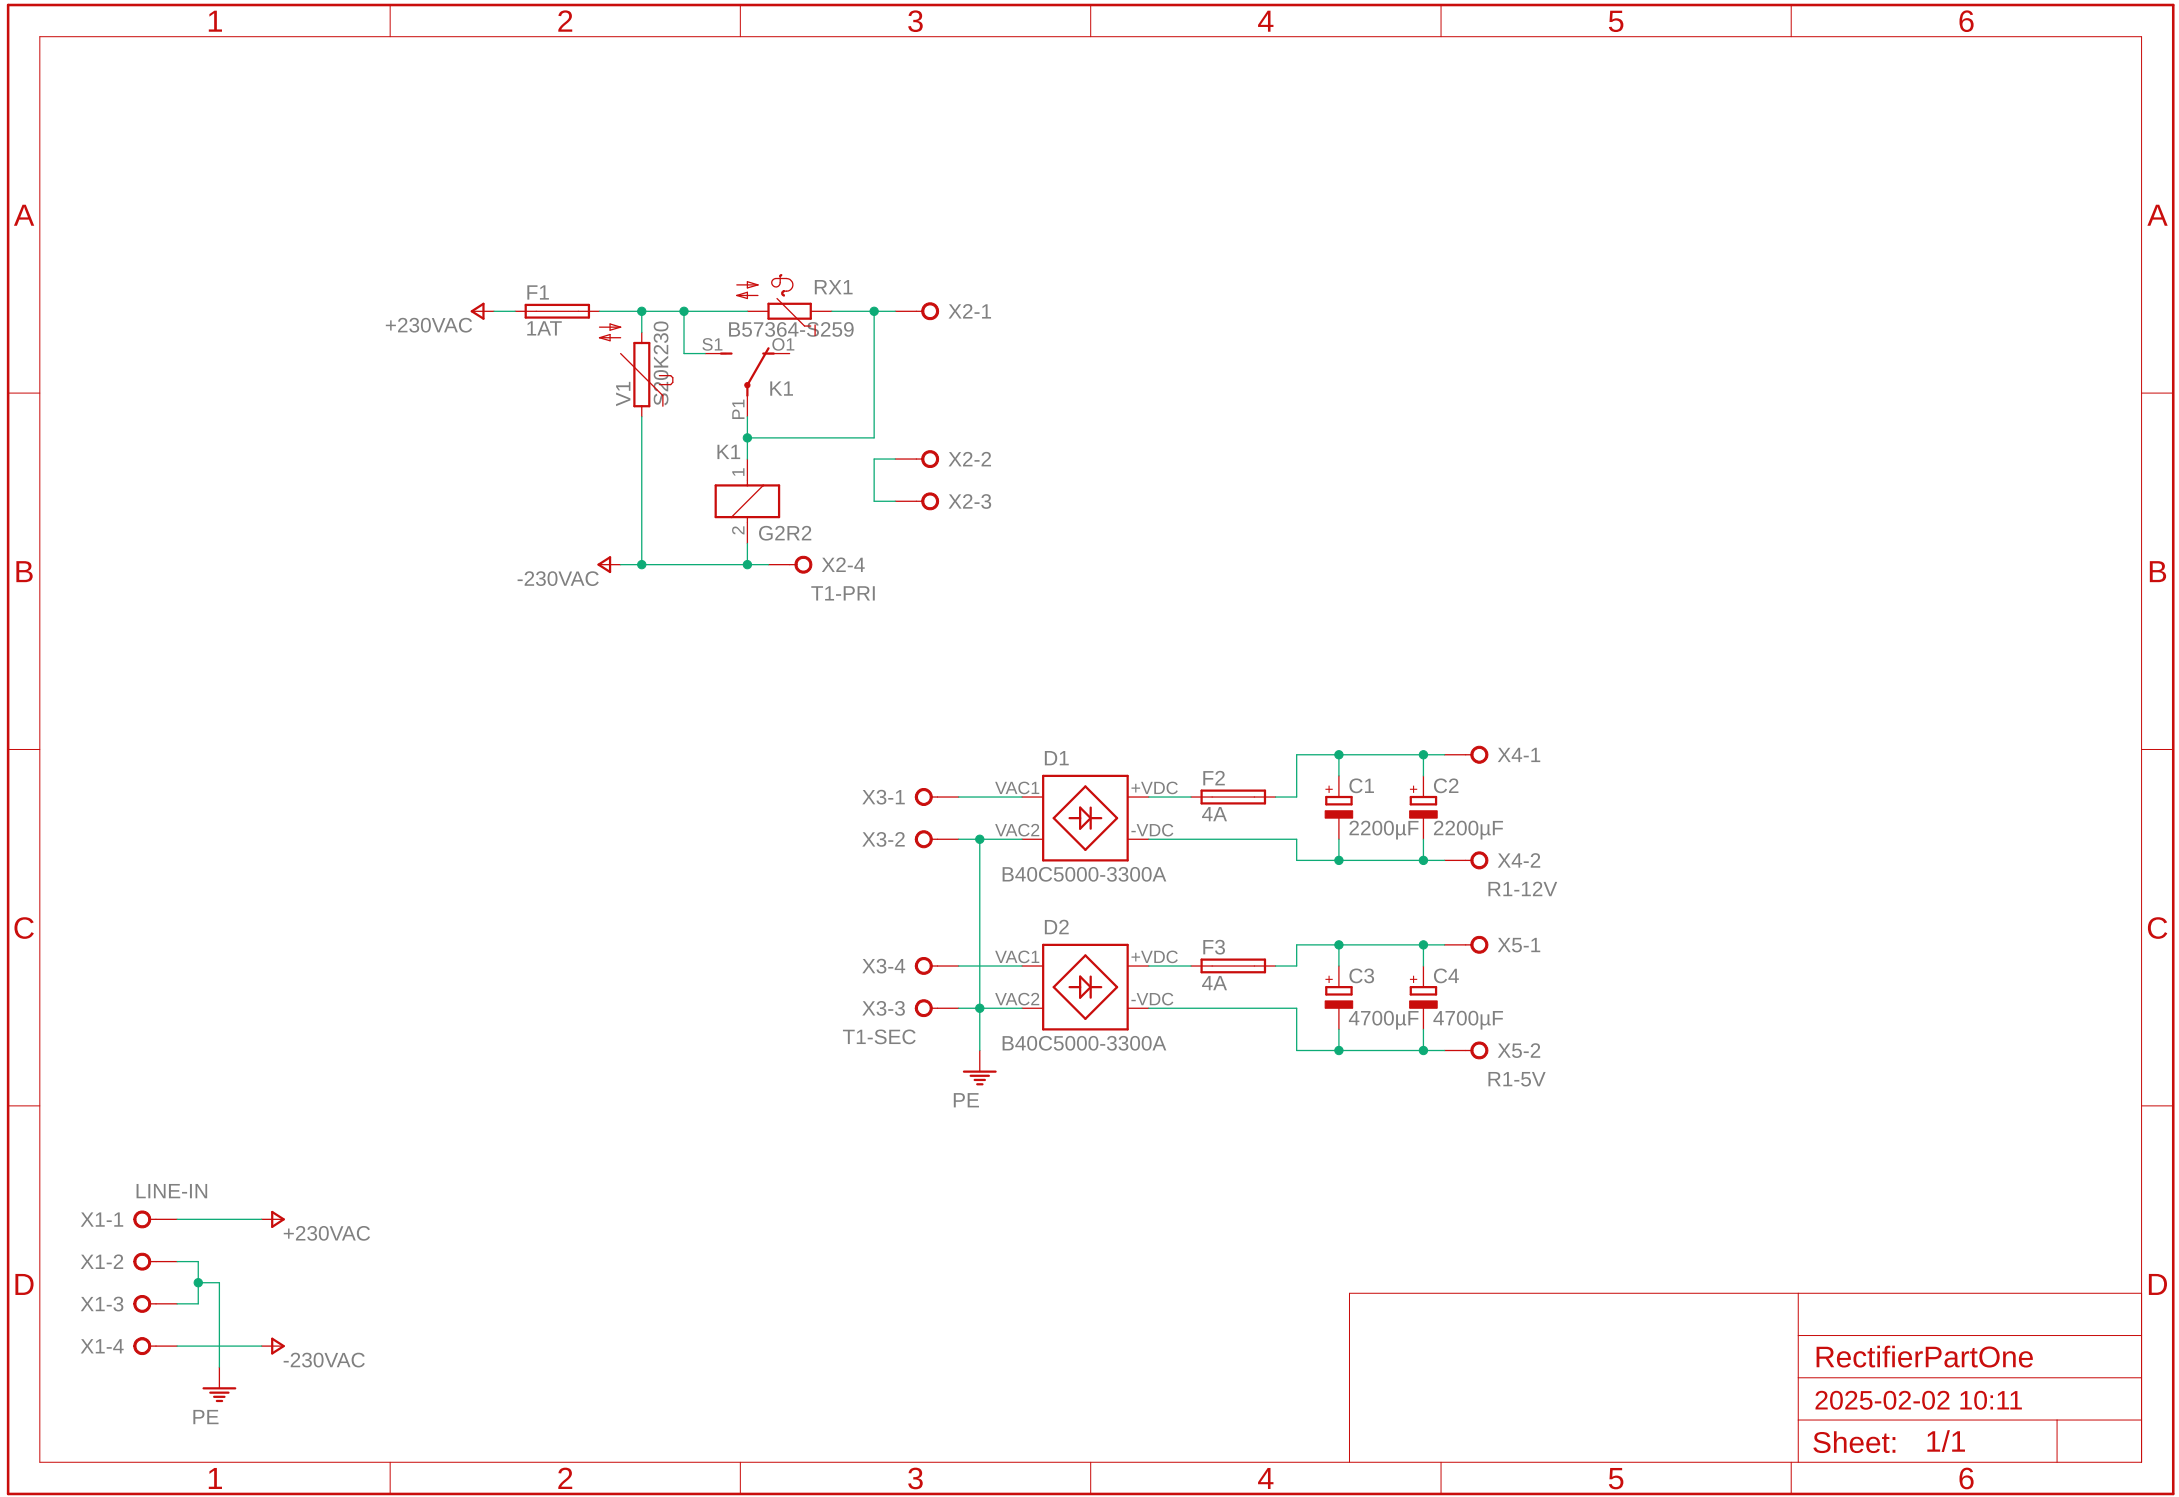 1 2 3 4 5 6
A A
F1
+230VAC
1AT
RX1
B57364-S259
X2-1
V1
S20K230
S1
O1
K1
P1
K1
1
X2-2
X2-3
2
G2R2
B B
-230VAC
X2-4
T1-PRI
D1
X3-1
VAC1
+VDC
F2
4A
X4-1
C1
C2
X3-2
VAC2
-VDC
2200µF
2200µF
B40C5000-3300A
X4-2
R1-12V
C C
D2
X3-4
VAC1
+VDC
F3
4A
X5-1
C3
C4
X3-3
VAC2
-VDC
4700µF
4700µF
T1-SEC
B40C5000-3300A
X5-2
R1-5V
PE
LINE-IN
X1-1
+230VAC
X1-2
D D
X1-3
X1-4
-230VAC
PE
RectifierPartOne
2025-02-02 10:11
Sheet: 1/1
1 2 3 4 5 6